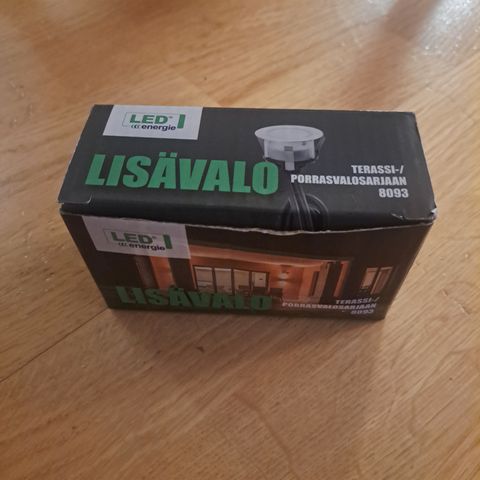 LED
energie
LISÄVALO
TERASSI-/
PORRASVALOSARJAAN
8093
LED
energie
LISÄVALO
TERASSI-/
PORRASVALOSARJAAN
8093